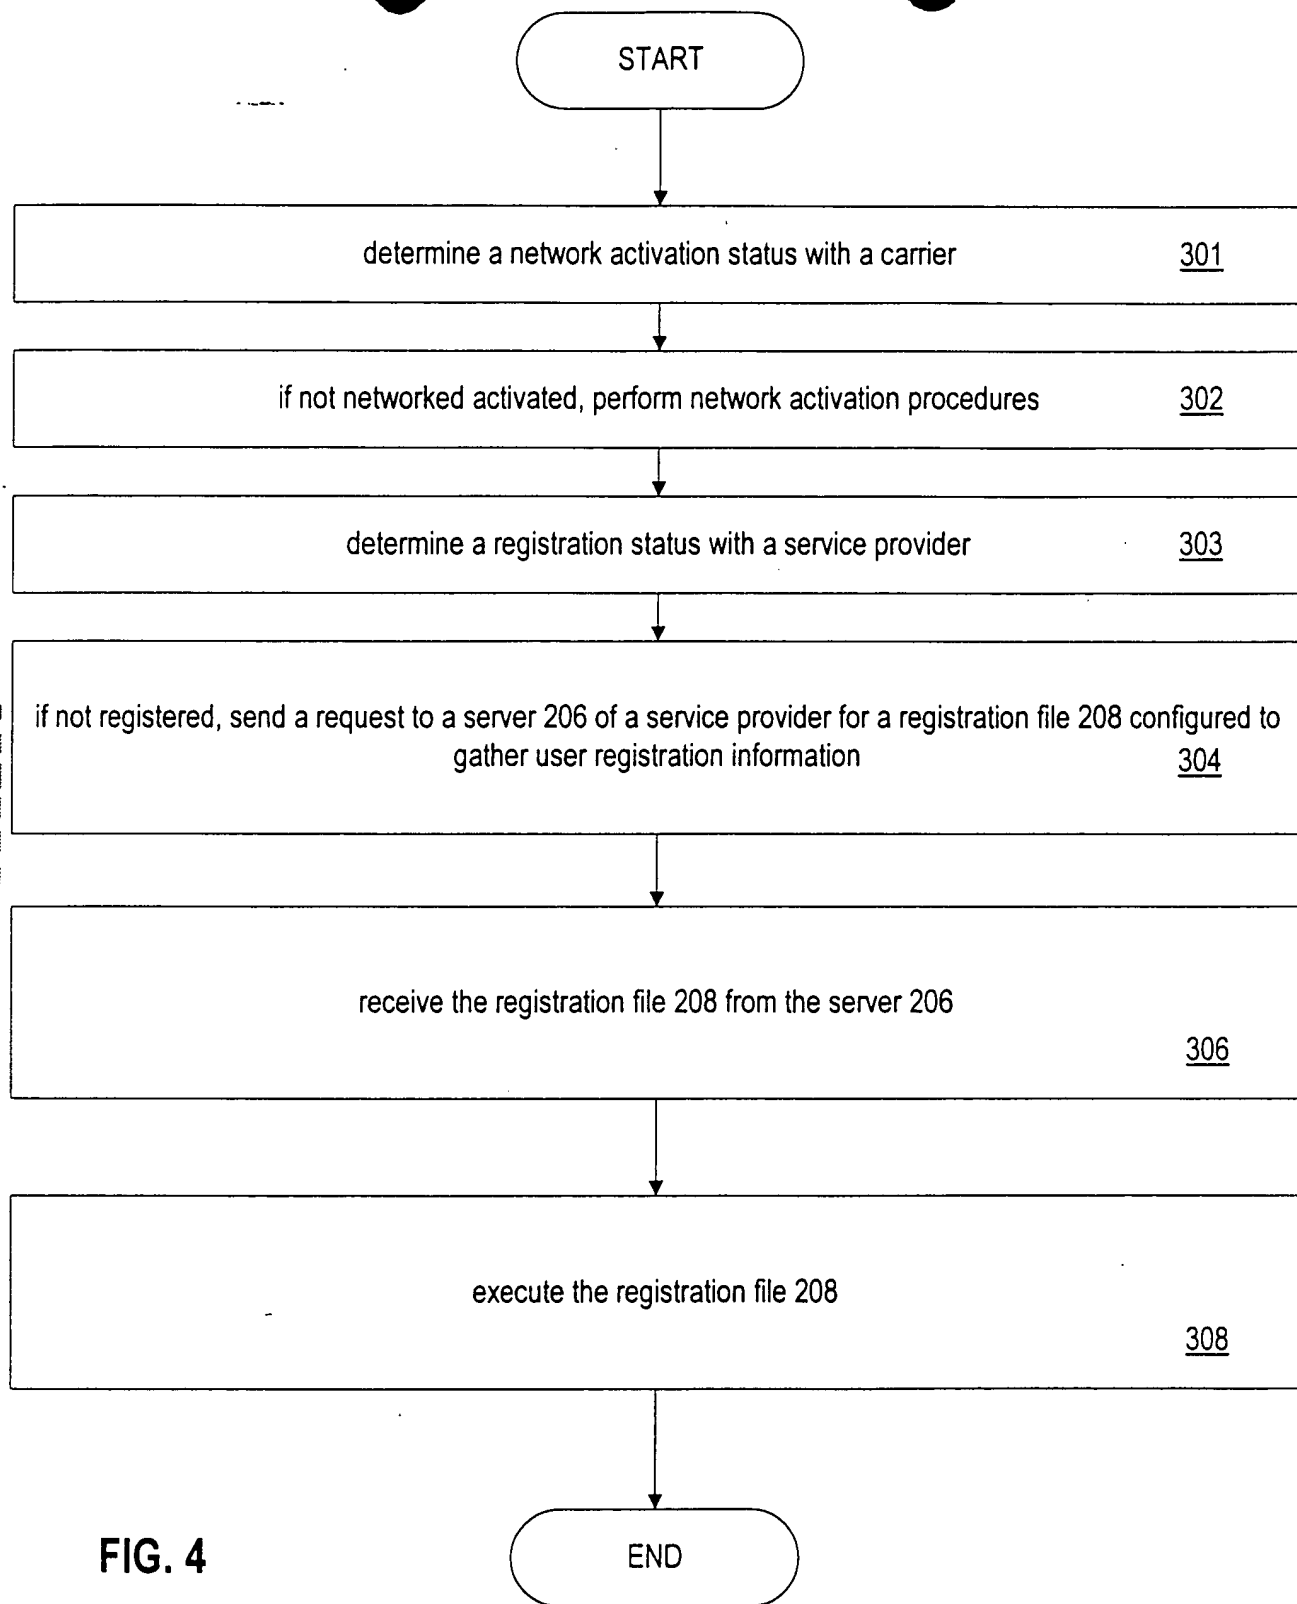 START
determine a network activation status with a carrier 301
if not networked activated, perform network activation procedures 302
determine a registration status with a service provider 303
if not registered, send a request to a server 206 of a service provider for a registration file 208 configured to
gather user registration information 304
receive the registration file 208 from the server 206
306
execute the registration file 208
308
END
FIG. 4